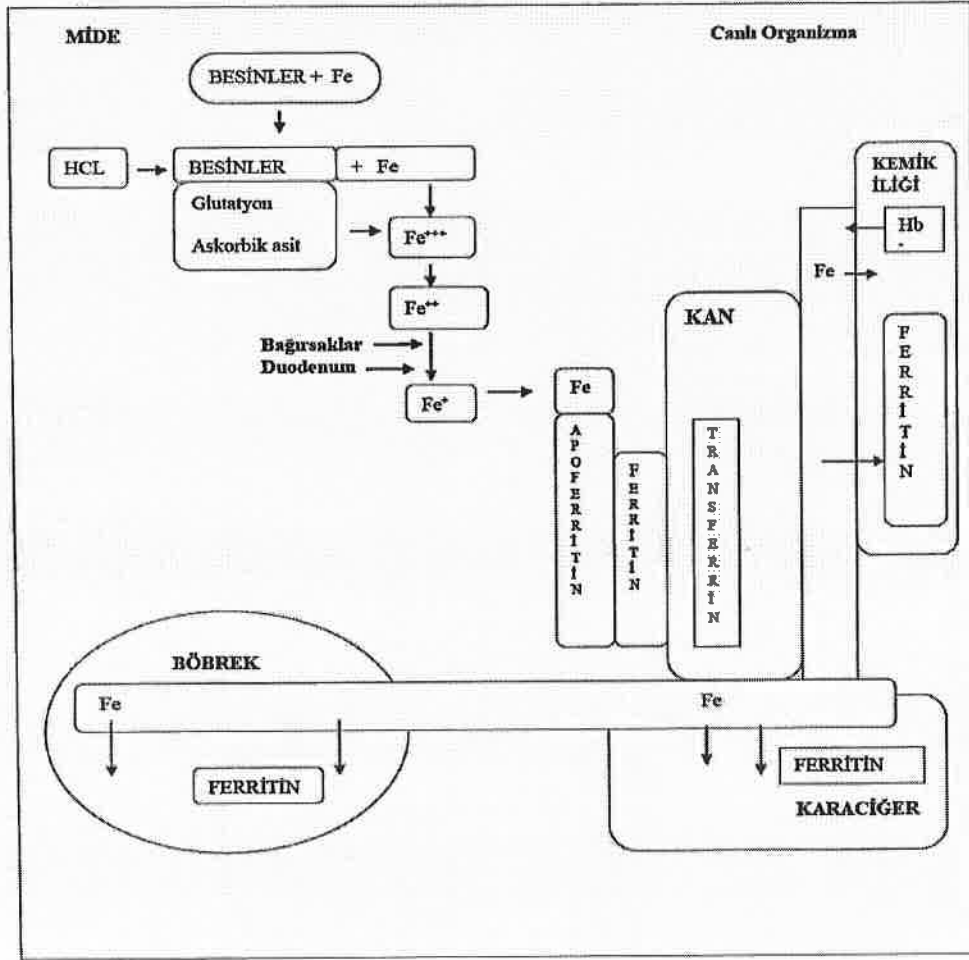 MİDE
Canlı Organizma
BESİNLER + Fe
HCL
BESİNLER
+ Fe
Glutatyon
Askorbik asit
Fe+++
Fe++
Bağırsaklar
Duodenum
Fe+
Fe
APOFERRİTİN
FERRİTİN
KAN
TRANSFERRİN
KEMİK
İLİĞİ
Hb
-
Fe
FERRİTİN
BÖBREK
Fe
FERRİTİN
Fe
FERRİTİN
KARACİĞER